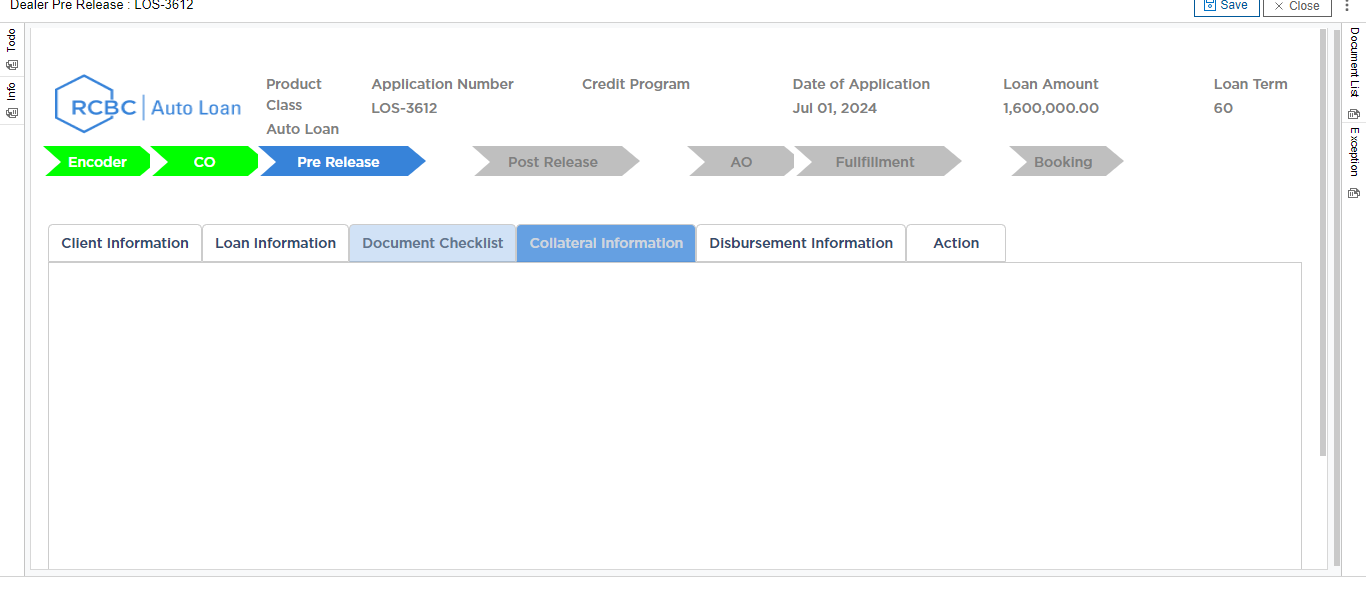 Dealer Pre Release : LOS-3612
Save
Close
Todo
Info
Document List
Exception
RCBC Auto Loan
Product Class
Auto Loan
Application Number
LOS-3612
Credit Program
Date of Application
Jul 01, 2024
Loan Amount
1,600,000.00
Loan Term
60
Encoder
CO
Pre Release
Post Release
AO
Fullfillment
Booking
Client Information
Loan Information
Document Checklist
Collateral Information
Disbursement Information
Action